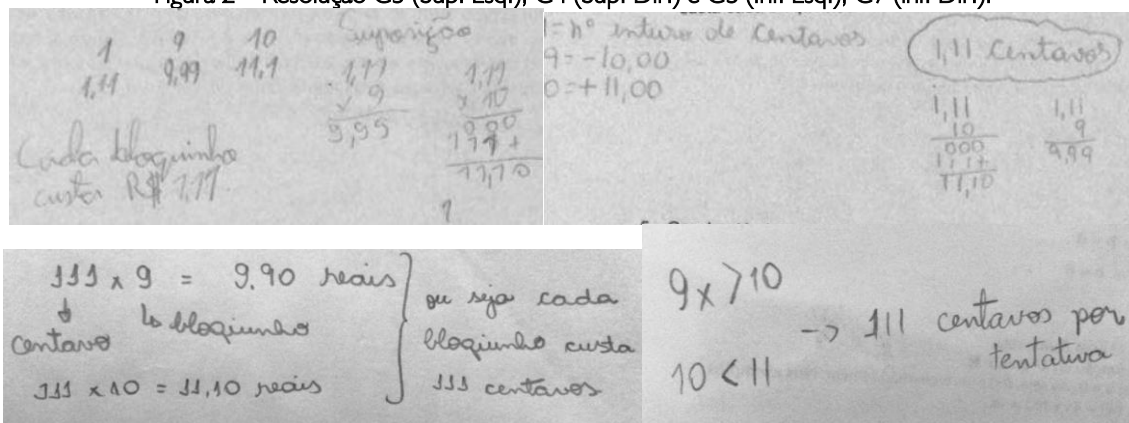 Figura 2 – Resolução G3 (Sup. Esq.), G4 (Sup. Dir.) e G5 (Inf. Esq.), G7 (Inf. Dir.).
1 9 10 Suposição
1,11 9,99 11,1
1,11
x 9
9,99
1,11
x 10
000
111+
11,10
Cada bloquinho
custa R$ 1,11.
1
1= nº inturo de centavos
9= -10,00
0= +11,00
1,11 centavos
1,11
10
000
111+
11,10
1,11
9
9,99
111 x 9 = 9.90 reais
centavo bloquinho
111 x 10 = 11,10 reais
ou seja cada
bloquinho custa
111 centavos
9x > 10
10 < 11
-> 111 centavos por
tentativa